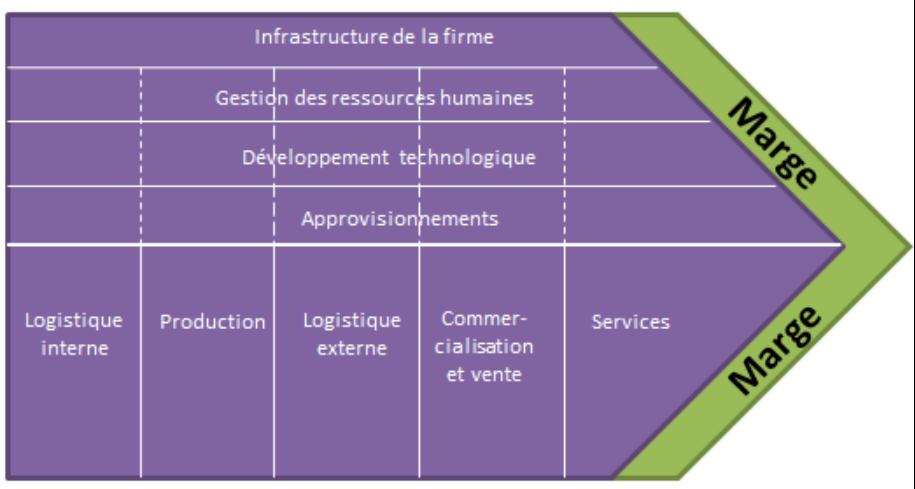 Infrastructure de la firme
Gestion des ressources humaines
Développement technologique
Approvisionnements
Logistique
interne
Production
Logistique
externe
Commer-
cialisation
et vente
Services
Marge
Marge